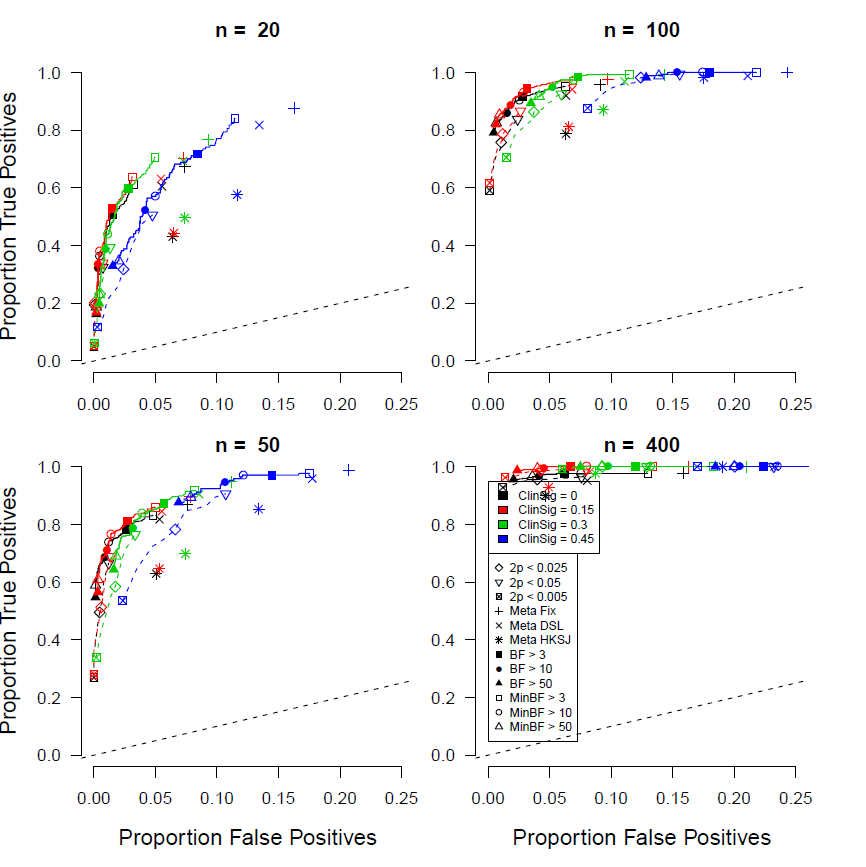 n = 20
n = 100
Proportion True Positives
1.0
0.8
0.6
0.4
0.2
0.0
0.00 0.05 0.10 0.15 0.20 0.25
1.0
0.8
0.6
0.4
0.2
0.0
0.00 0.05 0.10 0.15 0.20 0.25
n = 50
n = 400
Proportion True Positives
1.0
0.8
0.6
0.4
0.2
0.0
0.00 0.05 0.10 0.15 0.20 0.25
Proportion False Positives
1.0
0.8
0.6
0.4
0.2
0.0
ClinSig = 0
ClinSig = 0.15
ClinSig = 0.3
ClinSig = 0.45
2p < 0.025
2p < 0.05
2p < 0.005
Meta Fix
Meta DSL
Meta HKSJ
BF > 3
BF > 10
BF > 50
MinBF > 3
MinBF > 10
MinBF > 50
0.00 0.05 0.10 0.15 0.20 0.25
Proportion False Positives